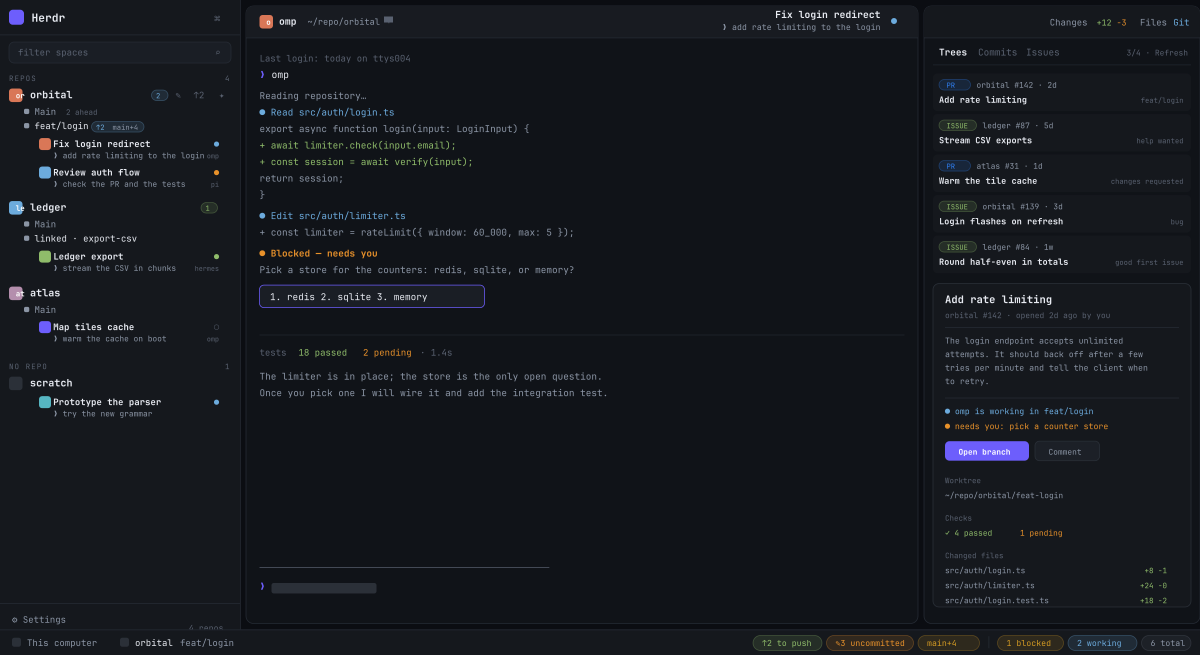 Herdr ⌘
filter spaces
REPOS 4
or orbital 2 ✎ ↑2 +
Main 2 ahead
feat/login ↑2 main+4
Fix login redirect
❯ add rate limiting to the login omp
Review auth flow
❯ check the PR and the tests pi
le ledger 1
Main
linked · export-csv
Ledger export
❯ stream the CSV in chunks hermes
at atlas
Main
Map tiles cache
❯ warm the cache on boot omp
NO REPO 1
scratch
Prototype the parser
❯ try the new grammar
⚙ Settings
4 repos
o omp ~/repo/orbital
Fix login redirect
❯ add rate limiting to the login
Last login: today on ttys004
❯ omp
Reading repository…
● Read src/auth/login.ts
export async function login(input: LoginInput) {
+ await limiter.check(input.email);
+ const session = await verify(input);
return session;
}
● Edit src/auth/limiter.ts
+ const limiter = rateLimit({ window: 60_000, max: 5 });
● Blocked — needs you
Pick a store for the counters: redis, sqlite, or memory?
1. redis 2. sqlite 3. memory
tests 18 passed 2 pending · 1.4s
The limiter is in place; the store is the only open question.
Once you pick one I will wire it and add the integration test.
❯
Changes +12 -3 Files Git
Trees Commits Issues 3/4 · Refresh
PR orbital #142 · 2d
Add rate limiting feat/login
ISSUE ledger #87 · 5d
Stream CSV exports help wanted
PR atlas #31 · 1d
Warm the tile cache changes requested
ISSUE orbital #139 · 3d
Login flashes on refresh bug
ISSUE ledger #84 · 1w
Round half-even in totals good first issue
Add rate limiting
orbital #142 · opened 2d ago by you
The login endpoint accepts unlimited
attempts. It should back off after a few
tries per minute and tell the client when
to retry.
● omp is working in feat/login
● needs you: pick a counter store
Open branch Comment
Worktree
~/repo/orbital/feat-login
Checks
✓ 4 passed 1 pending
Changed files
src/auth/login.ts +8 -1
src/auth/limiter.ts +24 -0
src/auth/login.test.ts +18 -2
This computer orbital feat/login ↑2 to push ✎3 uncommitted main+4 1 blocked 2 working 6 total